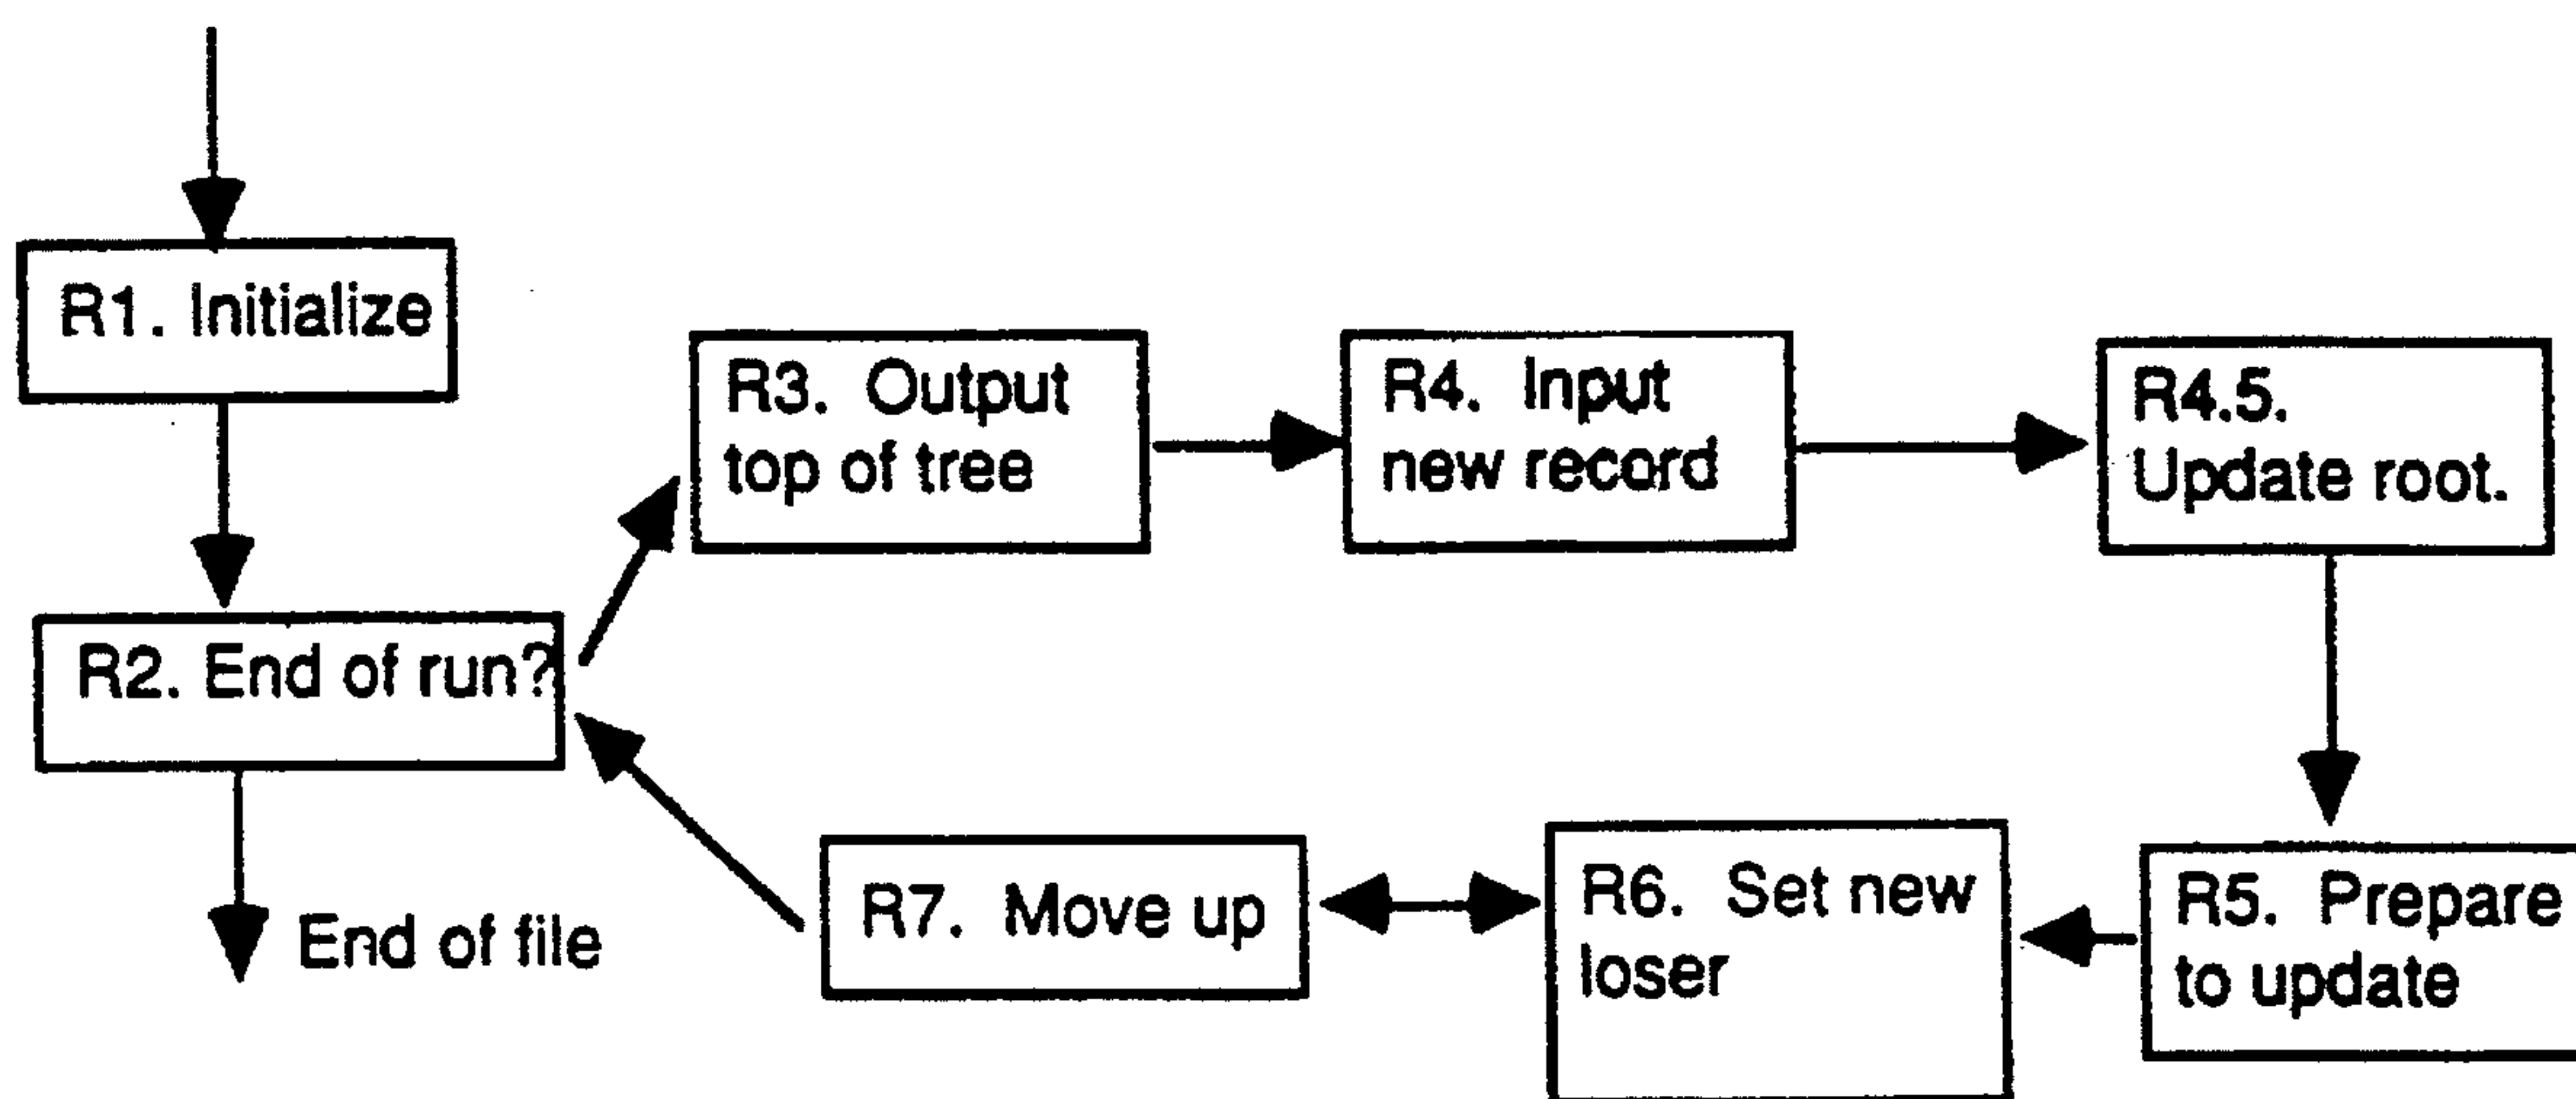 R1. Initialize
R2. End of run?
End of file
R3. Output
top of tree
R4. Input
new record
R4.5.
Update root.
R5. Prepare
to update
R6. Set new
loser
R7. Move up